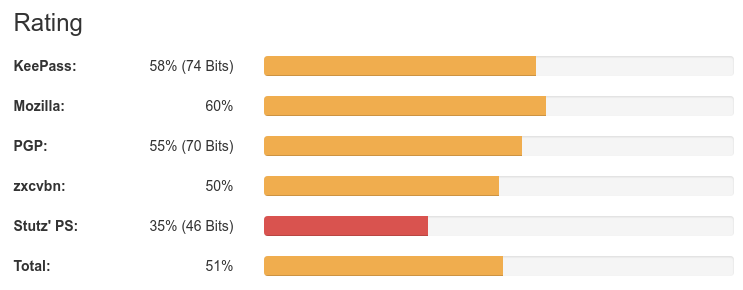 Rating
KeePass: 58% (74 Bits)
Mozilla: 60%
PGP: 55% (70 Bits)
zxcvbn: 50%
Stutz' PS: 35% (46 Bits)
Total: 51%